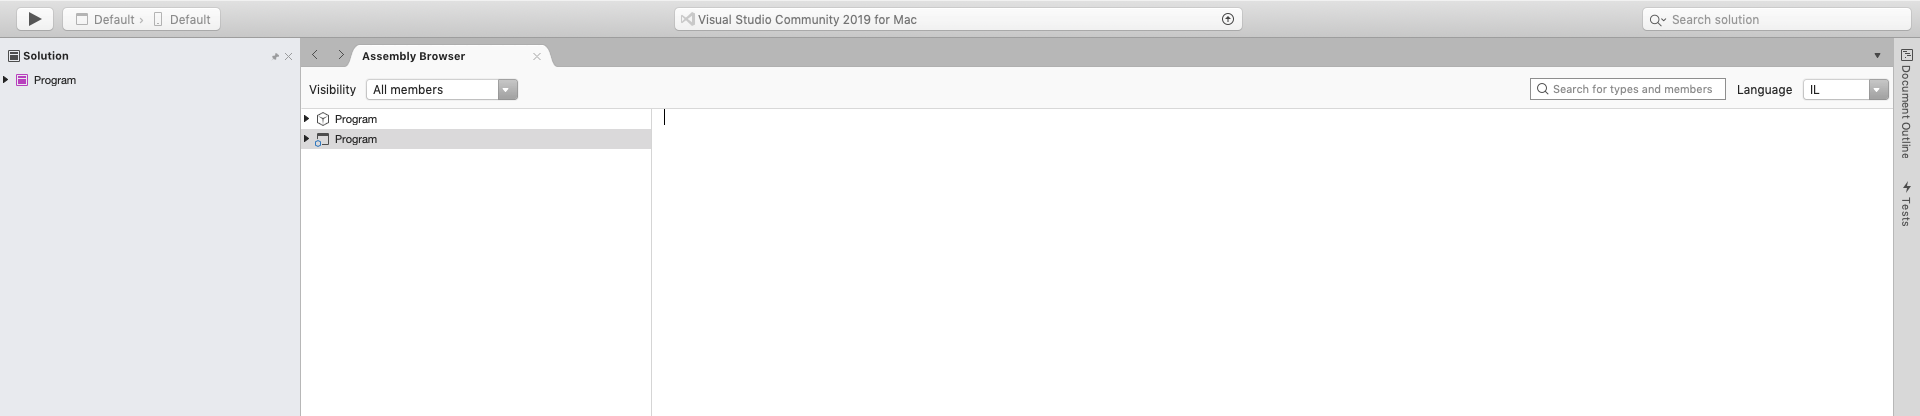 Default › Default
Visual Studio Community 2019 for Mac
Search solution
Solution
Program
Assembly Browser
Visibility All members
Search for types and members
Language IL
Program
Program
Document Outline
Tests